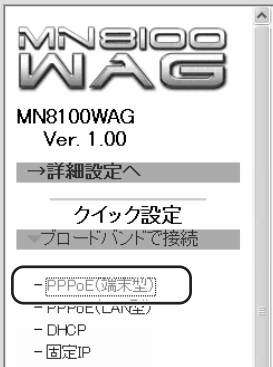 MN8100
WAG
MN8100WAG
Ver. 1.00
→詳細設定へ
クイック設定
ブロードバンドで接続
- PPPoE(端末型)
- PPPoE(LAN型)
- DHCP
- 固定IP